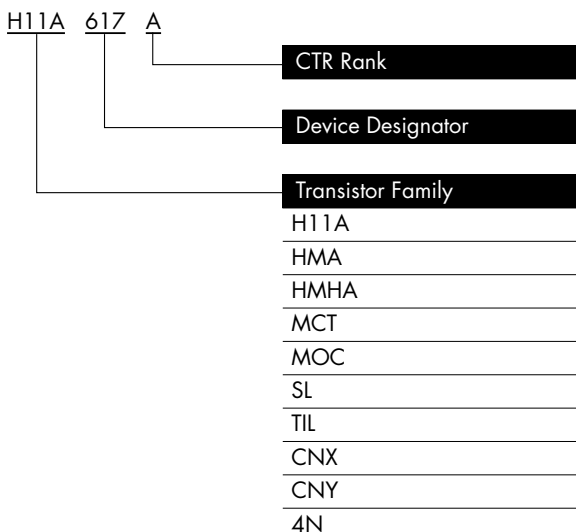 H11A 617 A
CTR Rank
Device Designator
Transistor Family
H11A
HMA
HMHA
MCT
MOC
SL
TIL
CNX
CNY
4N